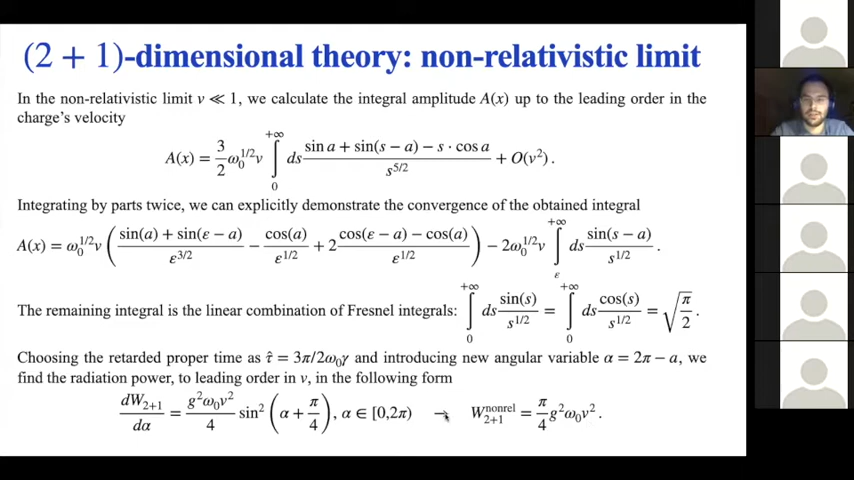 (2 + 1)-dimensional theory: non-relativistic limit
In the non-relativistic limit v ≪ 1, we calculate the integral amplitude A(x) up to the leading order in the
charge's velocity
A(x) = 3/2 ω₀^{1/2} v ∫₀^{+∞} ds (sin a + sin(s − a) − s · cos a)/s^{5/2} + O(v²).
Integrating by parts twice, we can explicitly demonstrate the convergence of the obtained integral
A(x) = ω₀^{1/2} v ( (sin(a) + sin(ε − a))/ε^{3/2} − cos(a)/ε^{1/2} + 2 (cos(ε − a) − cos(a))/ε^{1/2} ) − 2ω₀^{1/2} v ∫_ε^{+∞} ds sin(s − a)/s^{1/2}.
The remaining integral is the linear combination of Fresnel integrals: ∫₀^{+∞} ds sin(s)/s^{1/2} = ∫₀^{+∞} ds cos(s)/s^{1/2} = √(π/2).
Choosing the retarded proper time as τ̂ = 3π/2ω₀γ and introducing new angular variable α = 2π − a, we
find the radiation power, to leading order in v, in the following form
dW₂₊₁/dα = g²ω₀v²/4 sin²(α + π/4), α ∈ [0,2π) → W₂₊₁^{nonrel} = π/4 g²ω₀v².